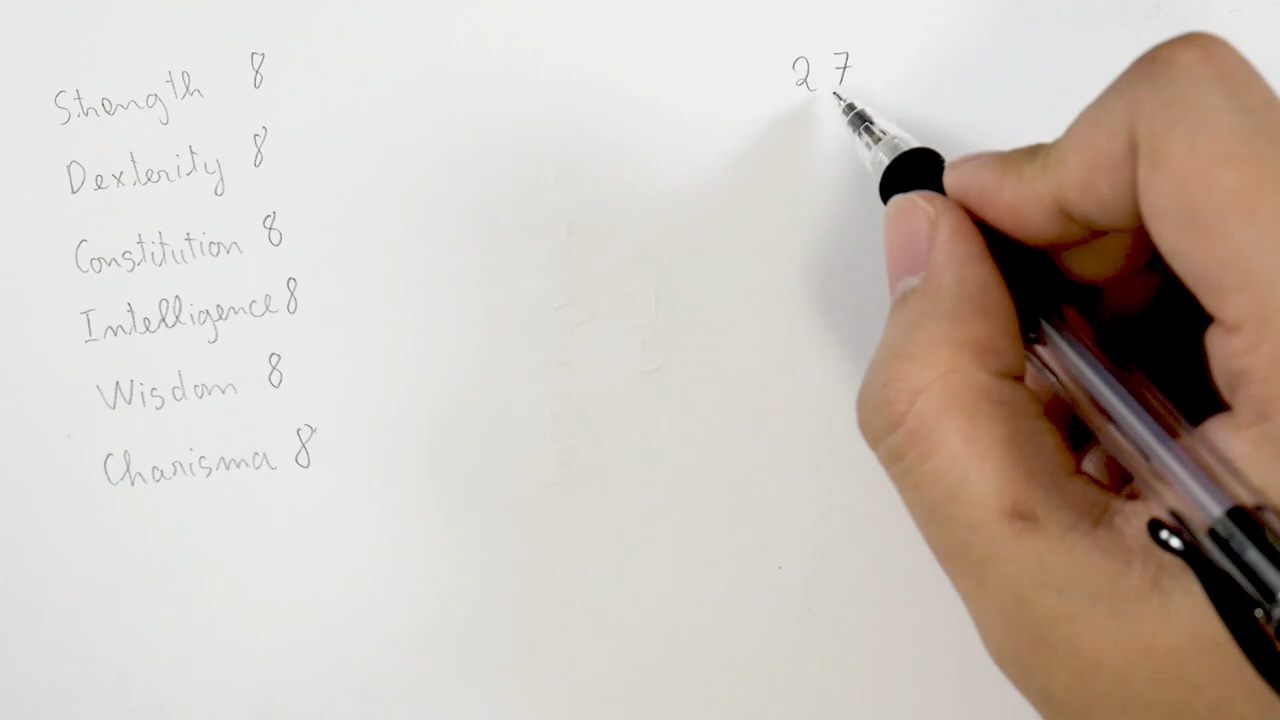 Strength 8
Dexterity 8
Constitution 8
Intelligence 8
Wisdom 8
Charisma 8
27